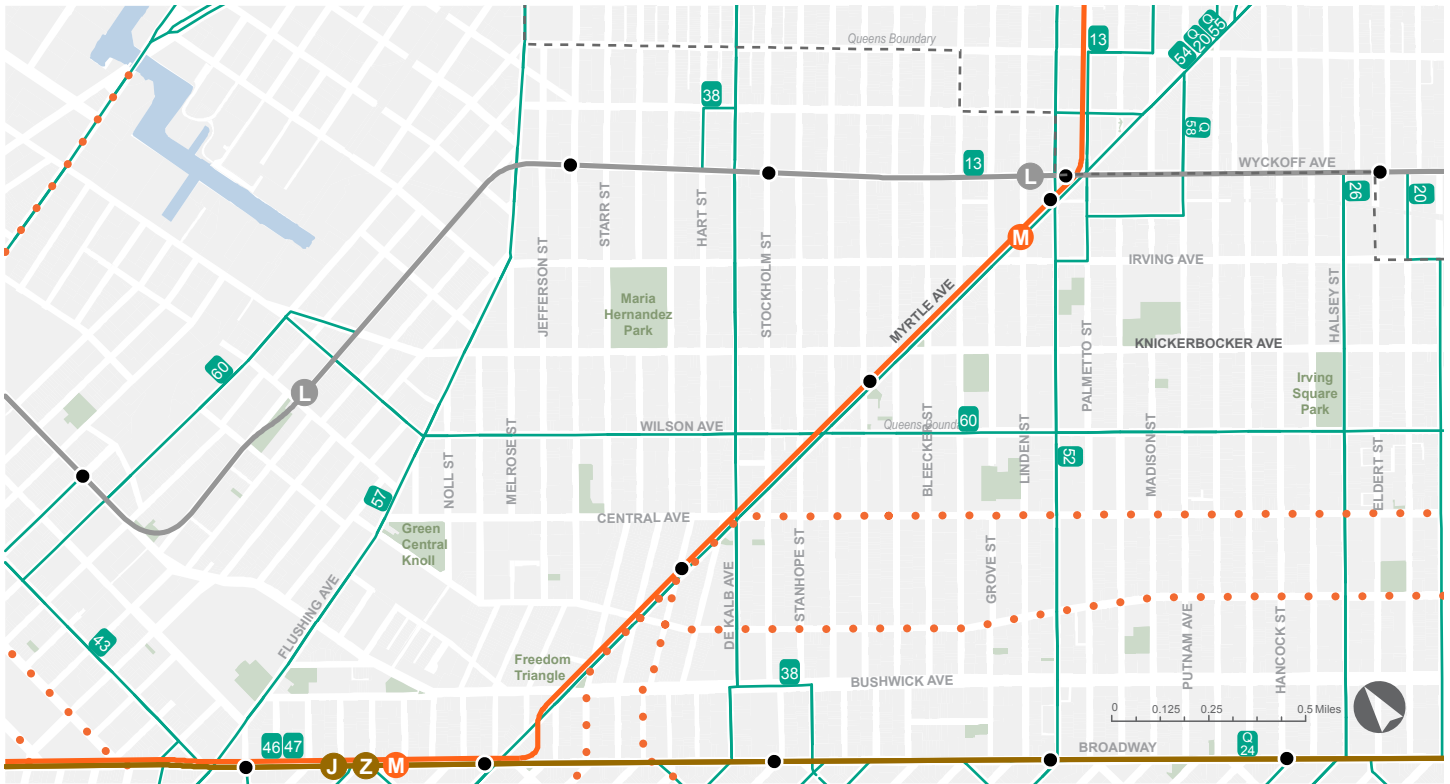 13
54
Q
120
Q
55
Queens Boundary
38
Q
58
13
WYCKOFF AVE
L
26
20
STARR ST
HART ST
M
JEFFERSON ST
STOCKHOLM ST
IRVING AVE
Maria
Hernandez
Park
MYRTLE AVE
HALSEY ST
PALMETTO ST
KNICKERBOCKER AVE
60
L
Irving
Square
Park
WILSON AVE
Queens Boundary
60
BLEECKER ST
LINDEN ST
MADISON ST
52
NOLL ST
MELROSE ST
ELDERT ST
57
CENTRAL AVE
Green
Central
Knoll
STANHOPE ST
GROVE ST
DE KALB AVE
FLUSHING AVE
43
PUTNAM AVE
HANCOCK ST
Freedom
Triangle
38
BUSHWICK AVE
0 0.125 0.25 0.5 Miles
46 47
J Z M
BROADWAY
Q
24